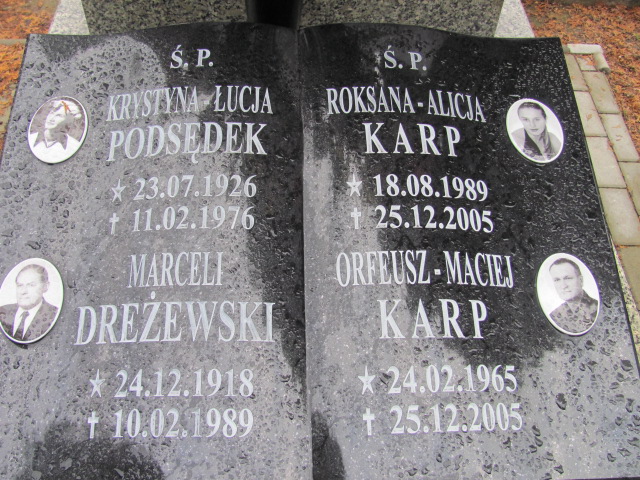 Ś. P.
KRYSTYNA-ŁUCJA
PODSĘDEK
★ 23.07.1926
✝ 11.02.1976
MARCELI
DREŻEWSKI
★ 24.12.1918
✝ 10.02.1989
Ś. P.
ROKSANA-ALICJA
KARP
★ 18.08.1989
✝ 25.12.2005
ORFEUSZ-MACIEJ
KARP
★ 24.02.1965
✝ 25.12.2005